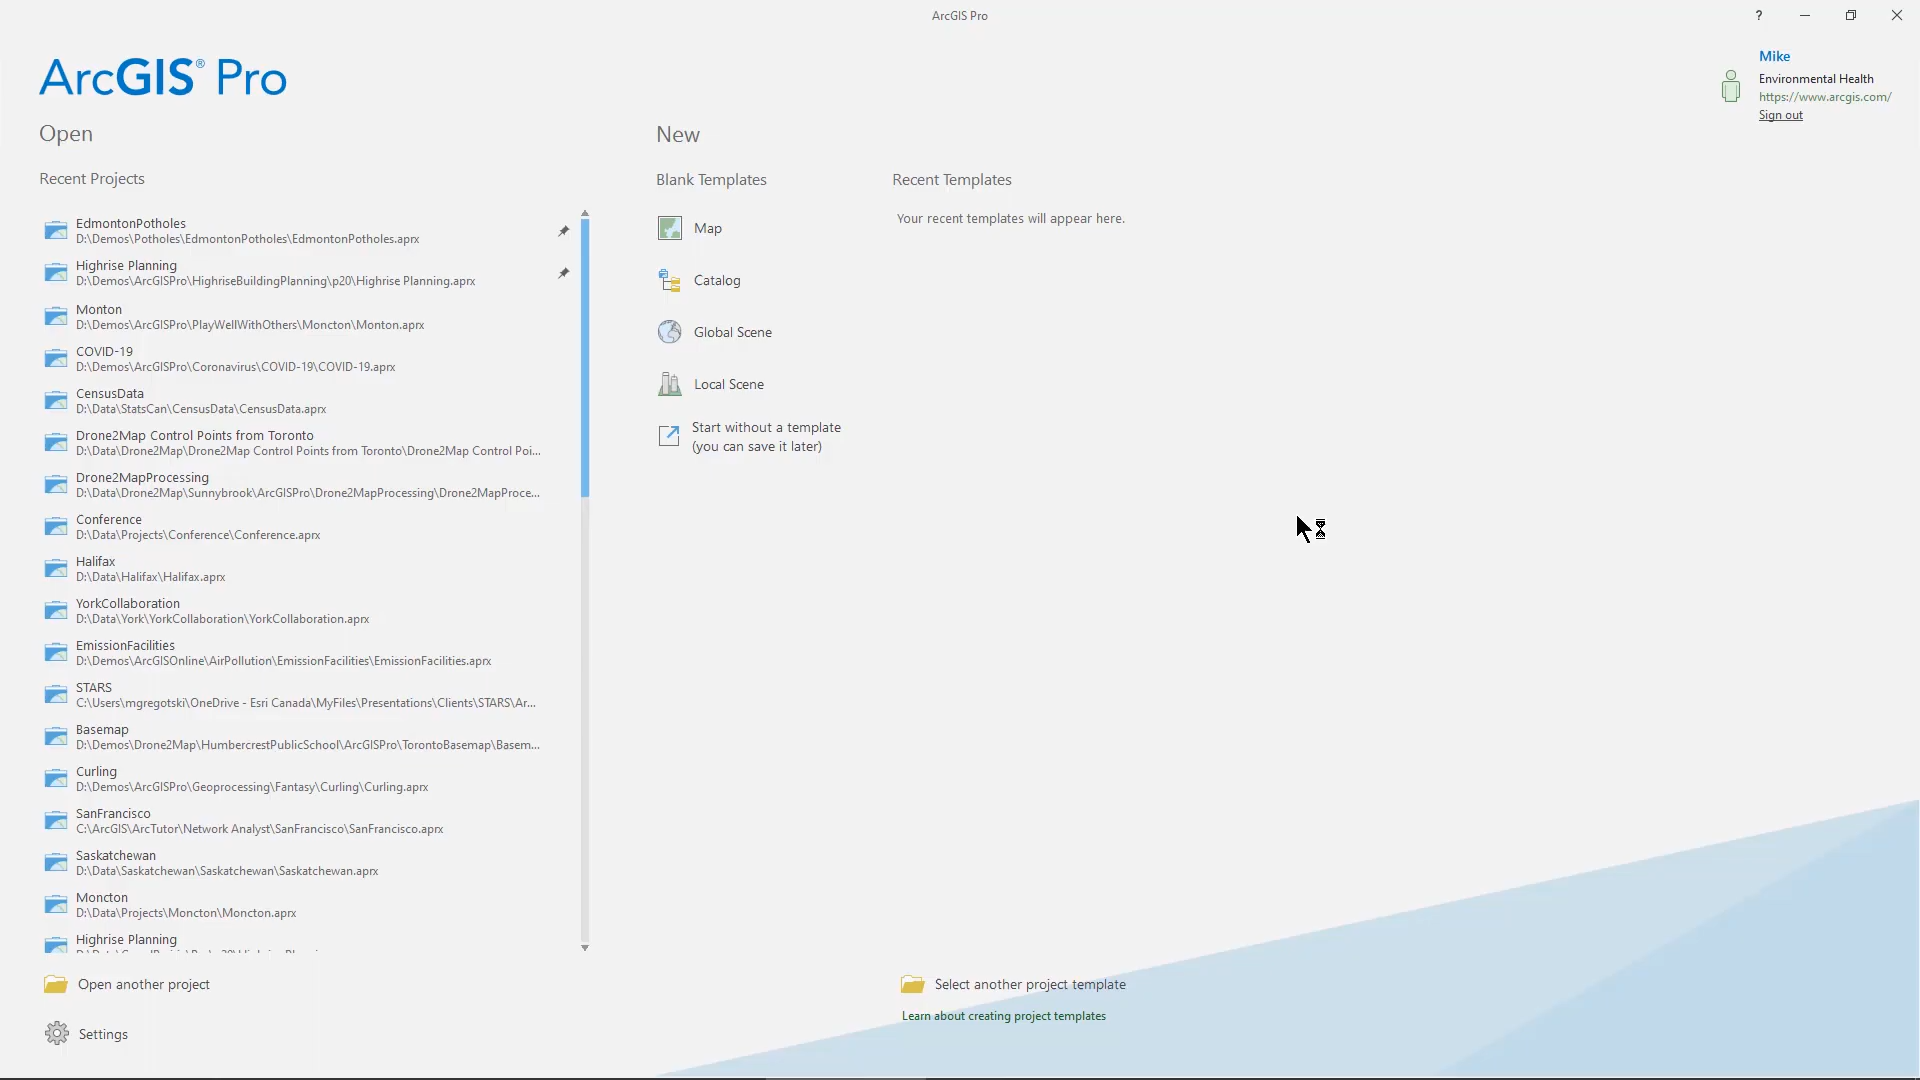 ArcGIS Pro
?
ArcGIS® Pro
Mike
Environmental Health
https://www.arcgis.com/
Sign out
Open
Recent Projects
EdmontonPotholes
D:\Demos\Potholes\EdmontonPotholes\EdmontonPotholes.aprx
Highrise Planning
D:\Demos\ArcGISPro\HighriseBuildingPlanning\p20\Highrise Planning.aprx
Monton
D:\Demos\ArcGISPro\PlayWellWithOthers\Moncton\Monton.aprx
COVID-19
D:\Demos\ArcGISPro\Coronavirus\COVID-19\COVID-19.aprx
CensusData
D:\Data\StatsCan\CensusData\CensusData.aprx
Drone2Map Control Points from Toronto
D:\Data\Drone2Map\Drone2Map Control Points from Toronto\Drone2Map Control Poi...
Drone2MapProcessing
D:\Data\Drone2Map\Sunnybrook\ArcGISPro\Drone2MapProcessing\Drone2MapProce...
Conference
D:\Data\Projects\Conference\Conference.aprx
Halifax
D:\Data\Halifax\Halifax.aprx
YorkCollaboration
D:\Data\York\YorkCollaboration\YorkCollaboration.aprx
EmissionFacilities
D:\Demos\ArcGISOnline\AirPollution\EmissionFacilities\EmissionFacilities.aprx
STARS
C:\Users\mgregotski\OneDrive - Esri Canada\MyFiles\Presentations\Clients\STARS\Ar...
Basemap
D:\Demos\Drone2Map\HumbercrestPublicSchool\ArcGISPro\TorontoBasemap\Basem...
Curling
D:\Demos\ArcGISPro\Geoprocessing\Fantasy\Curling\Curling.aprx
SanFrancisco
C:\ArcGIS\ArcTutor\Network Analyst\SanFrancisco\SanFrancisco.aprx
Saskatchewan
D:\Data\Saskatchewan\Saskatchewan\Saskatchewan.aprx
Moncton
D:\Data\Projects\Moncton\Moncton.aprx
Highrise Planning
Open another project
Settings
New
Blank Templates
Map
Catalog
Global Scene
Local Scene
Start without a template
(you can save it later)
Recent Templates
Your recent templates will appear here.
Select another project template
Learn about creating project templates